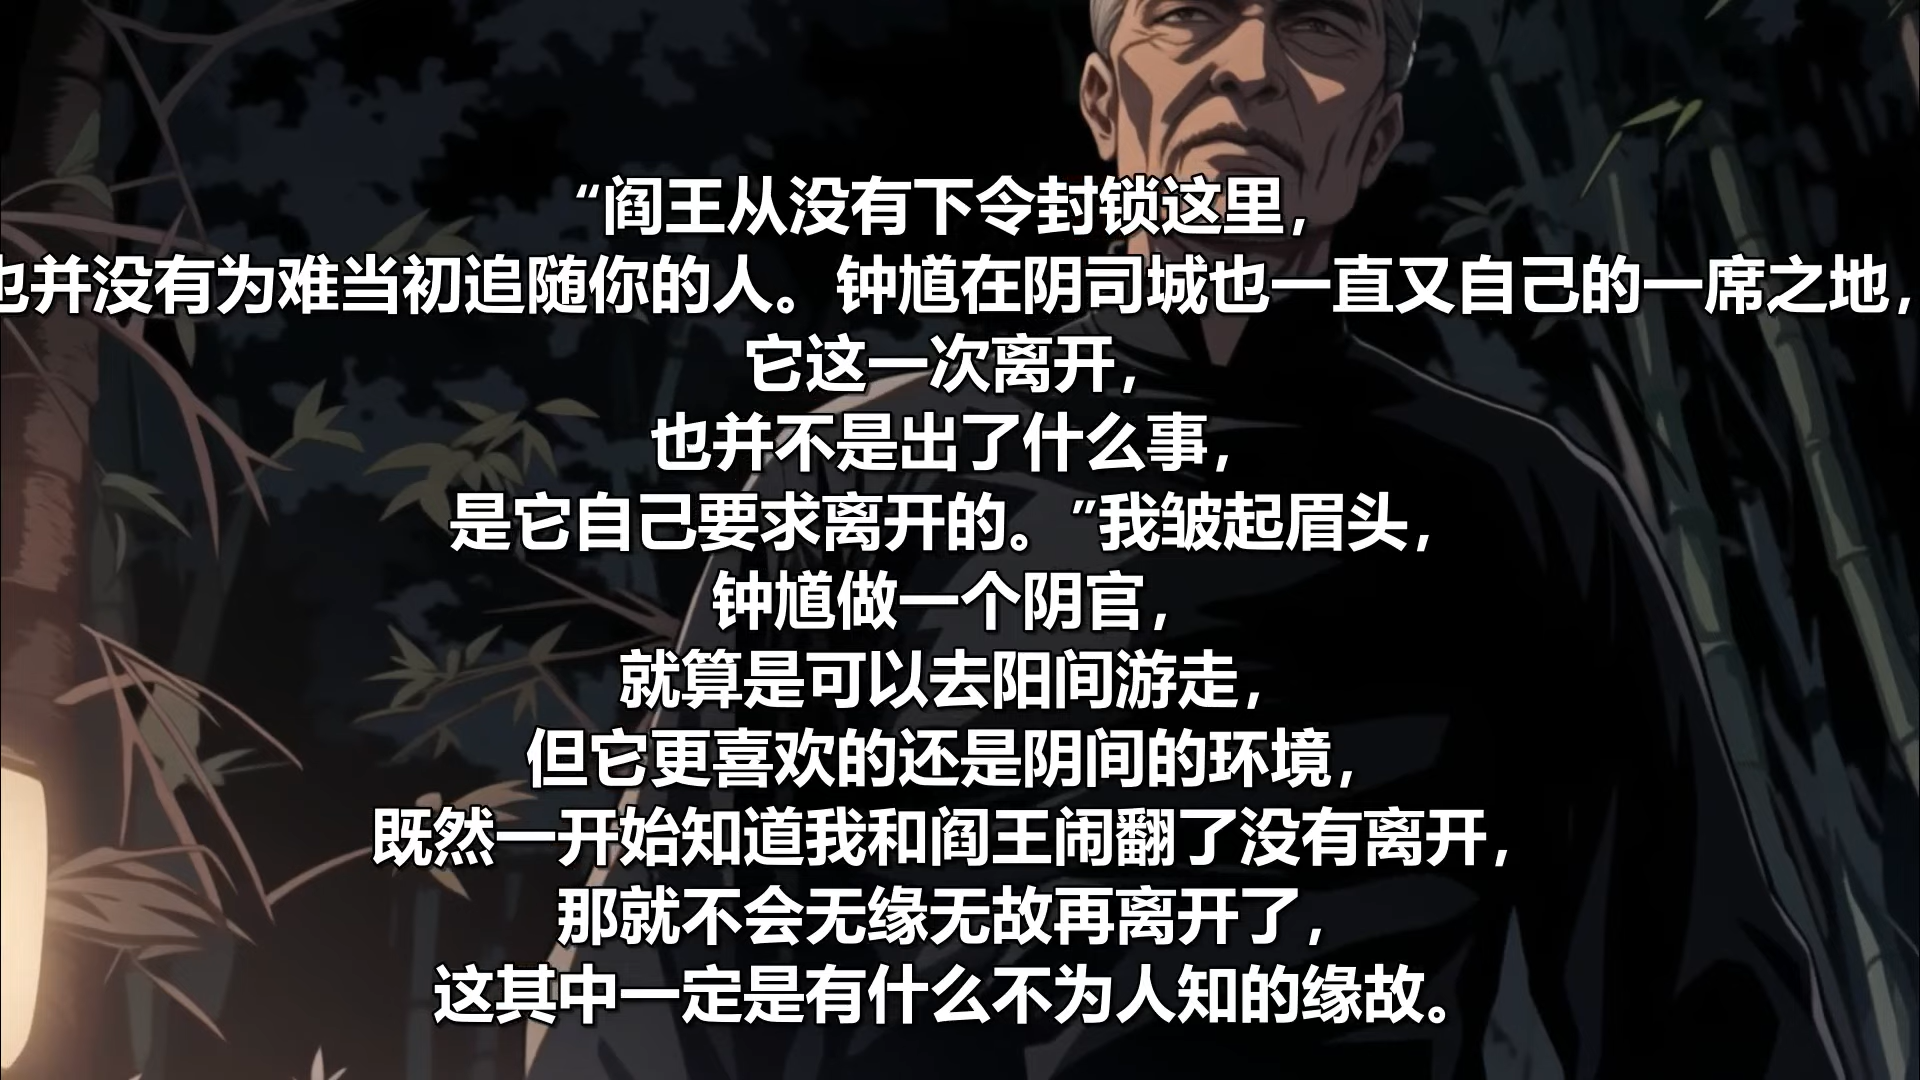 “阎王从没有下令封锁这里，
也并没有为难当初追随你的人。钟馗在阴司城也一直又自己的一席之地，
它这一次离开，
也并不是出了什么事，
是它自己要求离开的。”我皱起眉头，
钟馗做一个阴官，
就算是可以去阳间游走，
但它更喜欢的还是阴间的环境，
既然一开始知道我和阎王闹翻了没有离开，
那就不会无缘无故再离开了，
这其中一定是有什么不为人知的缘故。